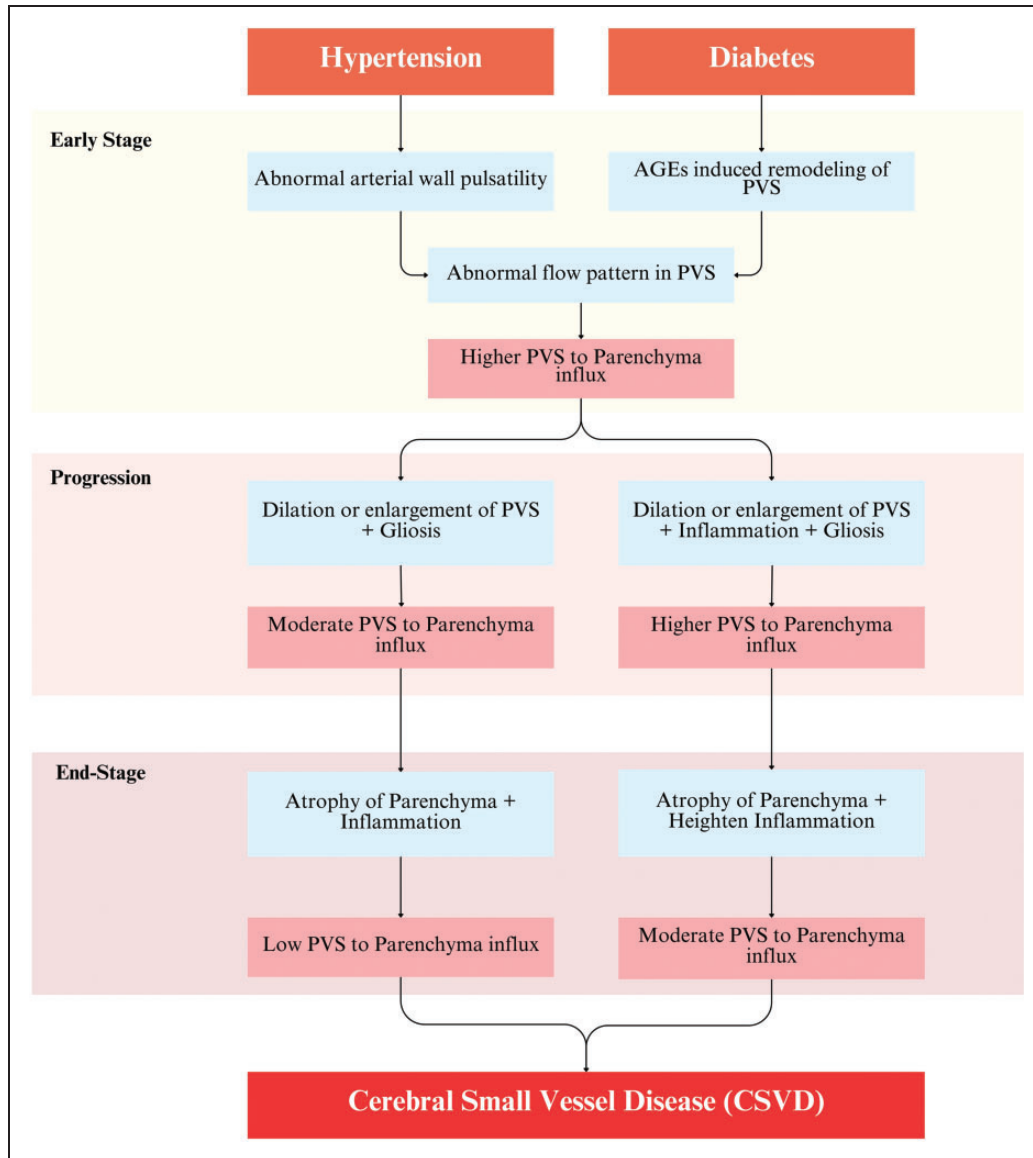 Hypertension
Diabetes
Early Stage
Abnormal arterial wall pulsatility
AGEs induced remodeling of
PVS
Abnormal flow pattern in PVS
Higher PVS to Parenchyma
influx
Progression
Dilation or enlargement of PVS
+ Gliosis
Dilation or enlargement of PVS
+ Inflammation + Gliosis
Moderate PVS to Parenchyma
influx
Higher PVS to Parenchyma
influx
End-Stage
Atrophy of Parenchyma +
Inflammation
Atrophy of Parenchyma +
Heighten Inflammation
Low PVS to Parenchyma influx
Moderate PVS to Parenchyma
influx
Cerebral Small Vessel Disease (CSVD)